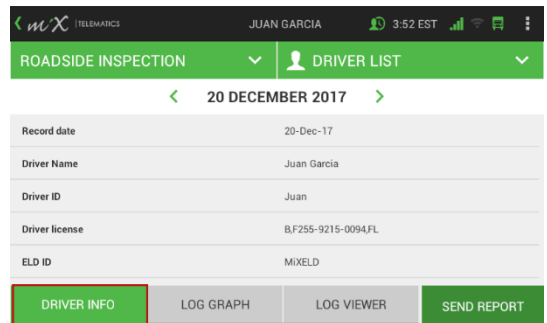 miX TELEMATICS JUAN GARCIA 3:52 EST
ROADSIDE INSPECTION DRIVER LIST
20 DECEMBER 2017
Record date 20-Dec-17
Driver Name Juan Garcia
Driver ID Juan
Driver license B,F255-9215-0094,FL
ELD ID MiXELD
DRIVER INFO LOG GRAPH LOG VIEWER SEND REPORT